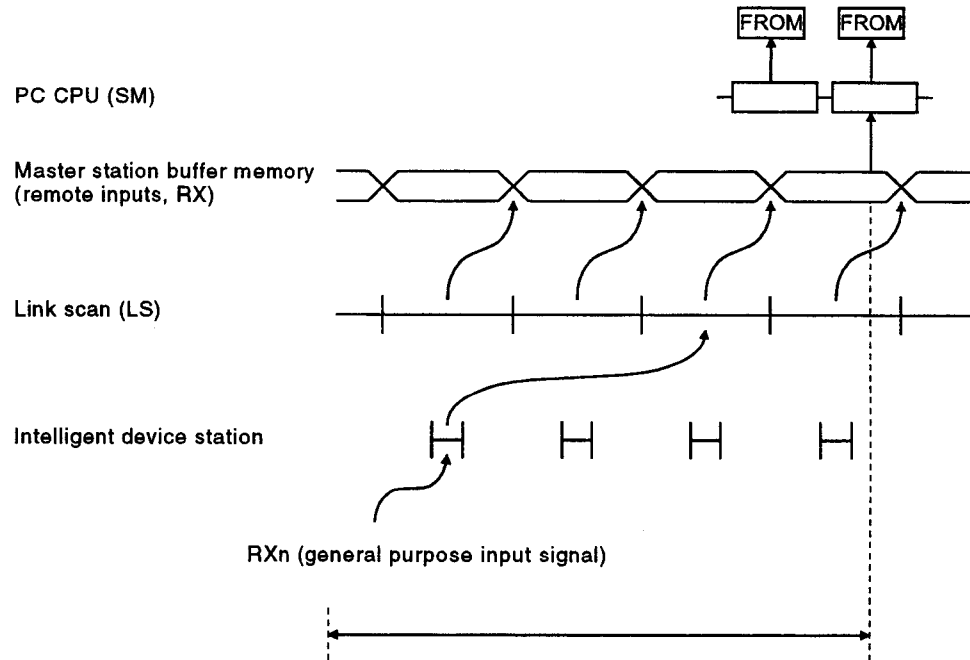 FROM FROM
PC CPU (SM)
Master station buffer memory
(remote inputs, RX)
Link scan (LS)
Intelligent device station
RXn (general purpose input signal)